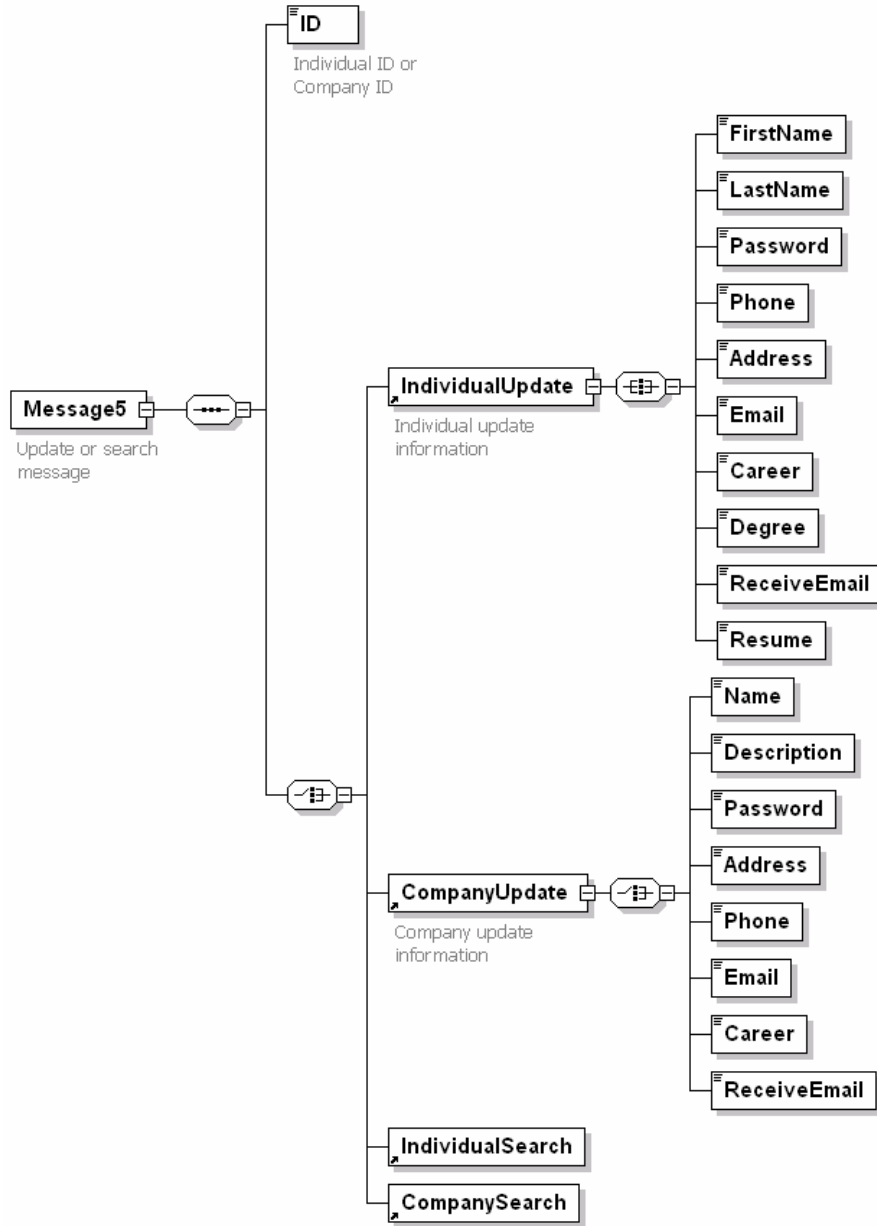 ID
Individual ID or
Company ID
FirstName
LastName
Password
Phone
Address
IndividualUpdate
Individual update
information
Message5
Update or search
message
Email
Career
Degree
ReceiveEmail
Resume
Name
Description
Password
Address
CompanyUpdate
Company update
information
Phone
Email
Career
ReceiveEmail
IndividualSearch
CompanySearch